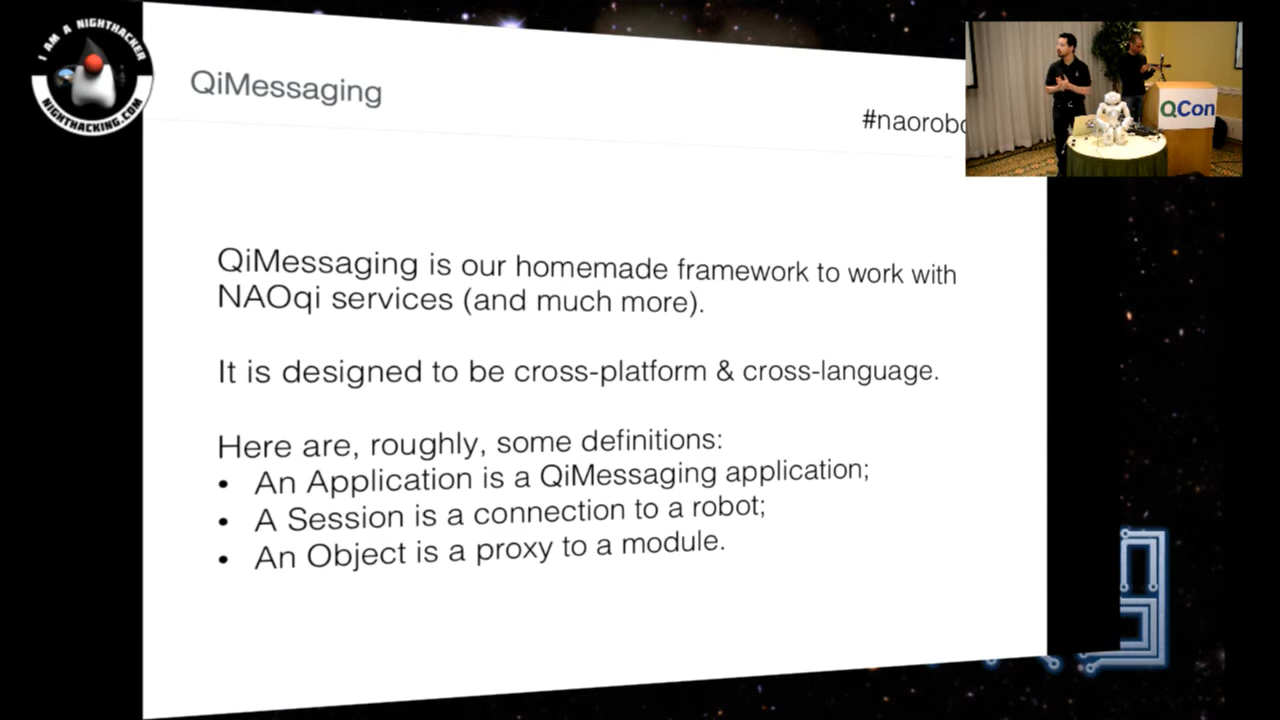 I AM A NIGHTHACKER
NIGHTHACKING.COM
QiMessaging
#naorobo
QCon
QiMessaging is our homemade framework to work with
NAOqi services (and much more).
It is designed to be cross-platform & cross-language.
Here are, roughly, some definitions:
• An Application is a QiMessaging application;
• A Session is a connection to a robot;
• An Object is a proxy to a module.
g